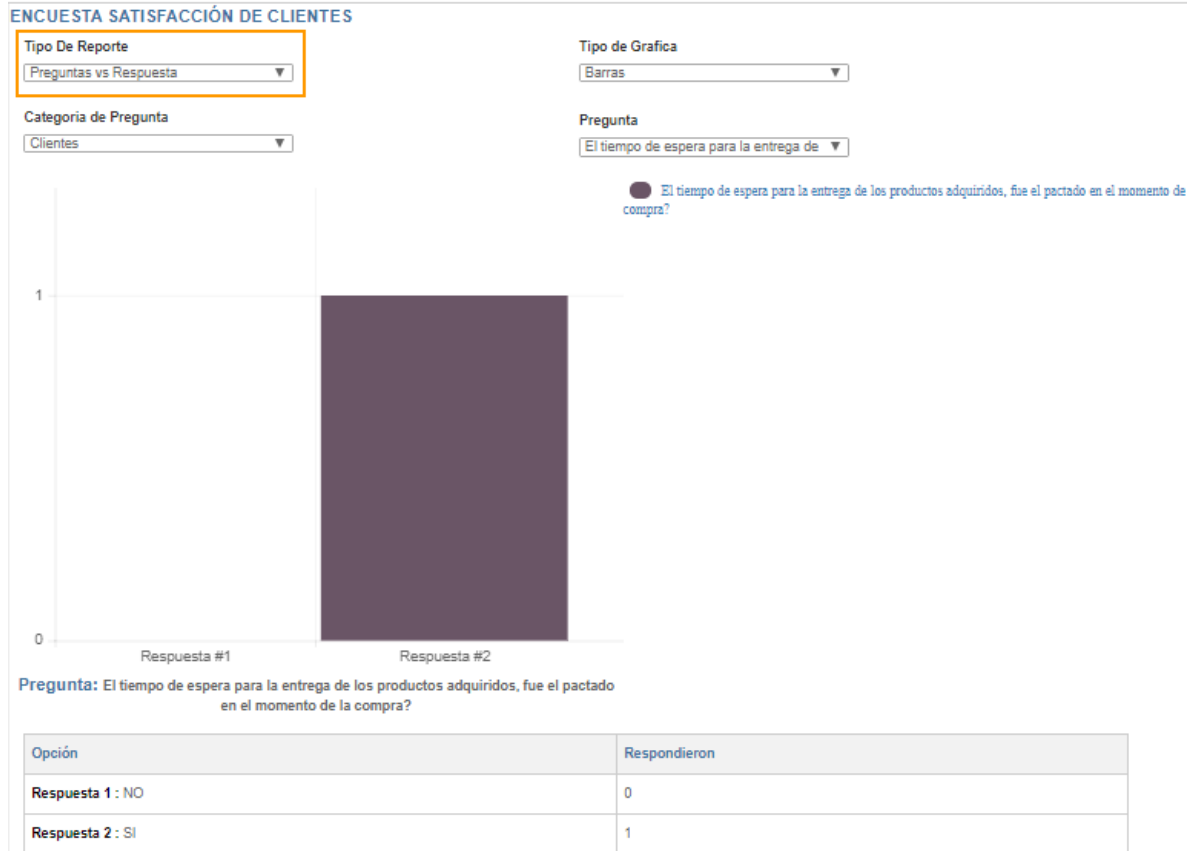 ENCUESTA SATISFACCIÓN DE CLIENTES
Tipo De Reporte
Preguntas vs Respuesta
Tipo de Grafica
Barras
Categoria de Pregunta
Clientes
Pregunta
El tiempo de espera para la entrega de
El tiempo de espera para la entrega de los productos adquiridos, fue el pactado en el momento de
compra?
1
0
Respuesta #1
Respuesta #2
Pregunta: El tiempo de espera para la entrega de los productos adquiridos, fue el pactado
en el momento de la compra?
Opción
Respondieron
Respuesta 1 : NO
0
Respuesta 2 : SI
1